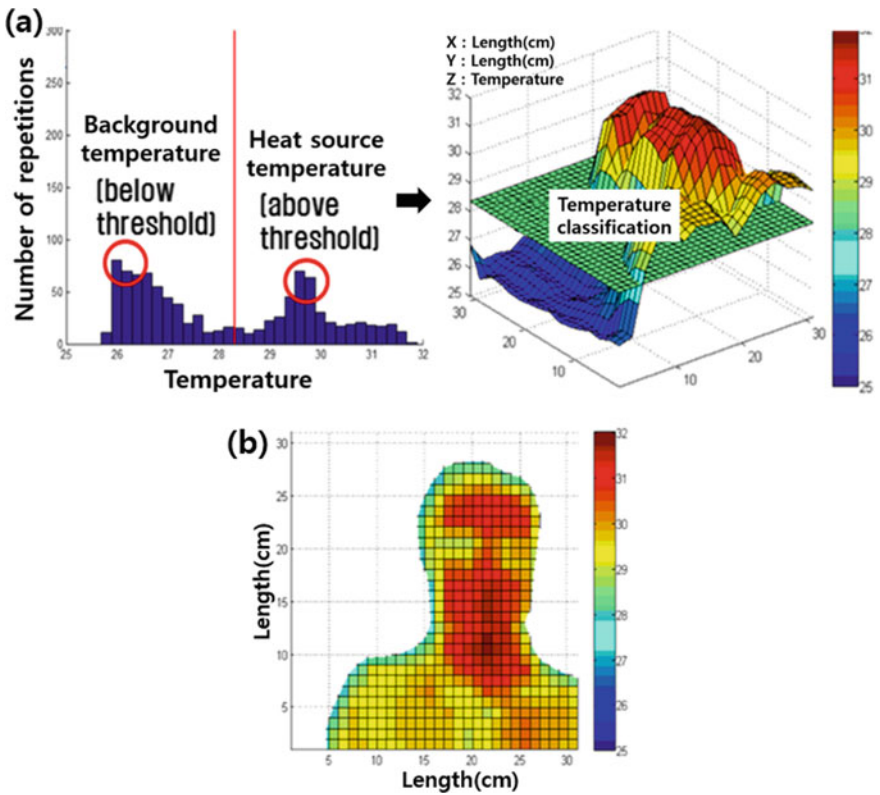 (a)
Number of repetitions
300
250
200
150
100
50
0
Background
temperature
(below
threshold)
Heat source
temperature
(above
threshold)
25 26 27 28 29 30 31 32
Temperature
X : Length(cm)
Y : Length(cm)
Z : Temperature
32
31
30
29
28
27
26
25
Temperature
classification
30
20
10
10
20
30
32
31
30
29
28
27
26
25
(b)
Length(cm)
30
25
20
15
10
5
5 10 15 20 25 30
Length(cm)
32
31
30
29
28
27
26
25